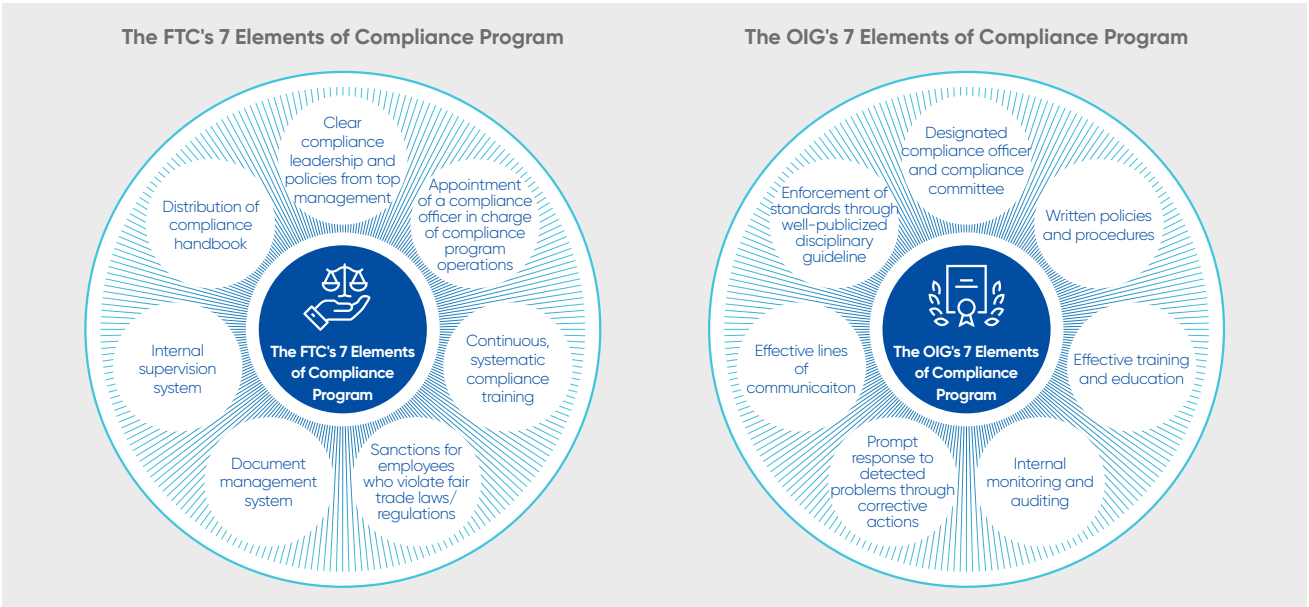 The FTC's 7 Elements of Compliance Program
Clear
compliance
leadership and
policies from top
management
Appointment
of a compliance
officer in charge
of compliance
program
operations
Continuous,
systematic
compliance
training
Sanctions for
employees
who violate fair
trade laws/
regulations
Document
management
system
Internal
supervision
system
Distribution of
compliance
handbook
The FTC's 7 Elements
of Compliance
Program
The OIG's 7 Elements of Compliance Program
Designated
compliance officer
and compliance
committee
Written policies
and procedures
Effective training
and education
Internal
monitoring and
auditing
Prompt
response to
detected
problems through
corrective
actions
Effective lines
of
communicaiton
Enforcement of
standards through
well-publicized
disciplinary
guideline
The OIG's 7 Elements
of Compliance
Program